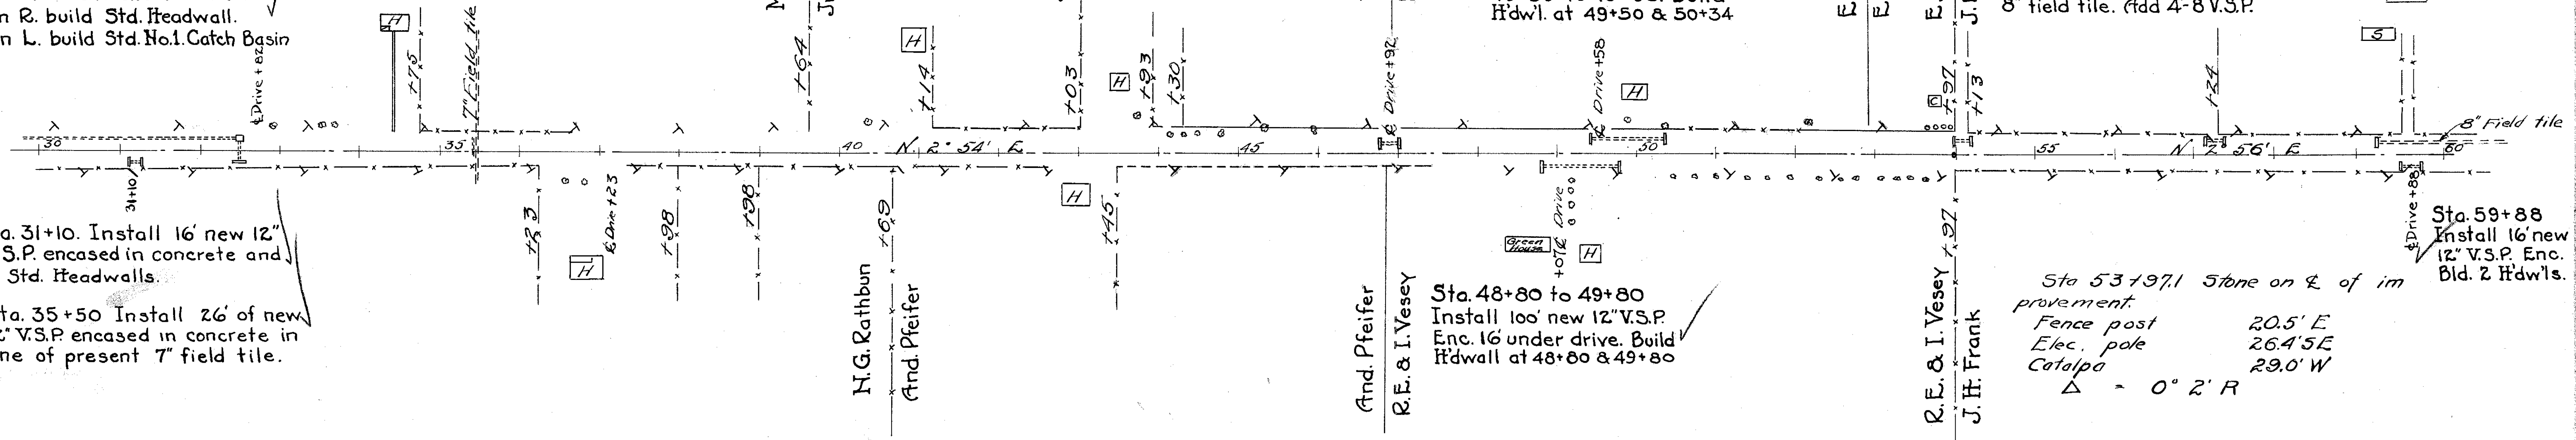 n R. build Std. Headwall.
n L. build Std. No.1. Catch Basin
H'dw'l. at 49+50 & 50+34
8" field tile. Add 4-8 V.S.P.
℄ Drive + 82
H
+75
7" Field tile
+64
H
+14
+03
H
+93
+30
℄ Drive +92
℄ Drive +58
H
C
+97
+13
+24
S
8" Field tile
30
35
40
N 2° 54' E
45
50
55
N 2° 56' E
60
31+10
+23
H
℄ Drive +23
+98
+98
+69
H
+45
Green House
+07 ℄ Drive
H
+97
℄ Drive +88
a. 31+10. Install 16' new 12"
S.P. encased in concrete and
Std. Headwalls.
ta. 35+50 Install 26' of new
2" V.S.P. encased in concrete in
ne of present 7" field tile.
H.G. Rathbun
And. Pfeifer
And. Pfeifer
R.E. & I. Vesey
Sta. 48+80 to 49+80
Install 100' new 12" V.S.P.
Enc. 16' under drive. Build
H'dwall at 48+80 & 49+80
R.E. & I. Vesey
J.H. Frank
Sta 53+97.1 Stone on ℄ of im
provement.
Fence post 20.5' E
Elec. pole 26.4' SE
Catalpa 29.0' W
Δ = 0° 2' R
Sta. 59+88
Install 16' new
12" V.S.P. Enc.
Bld. 2 H'dw'ls.